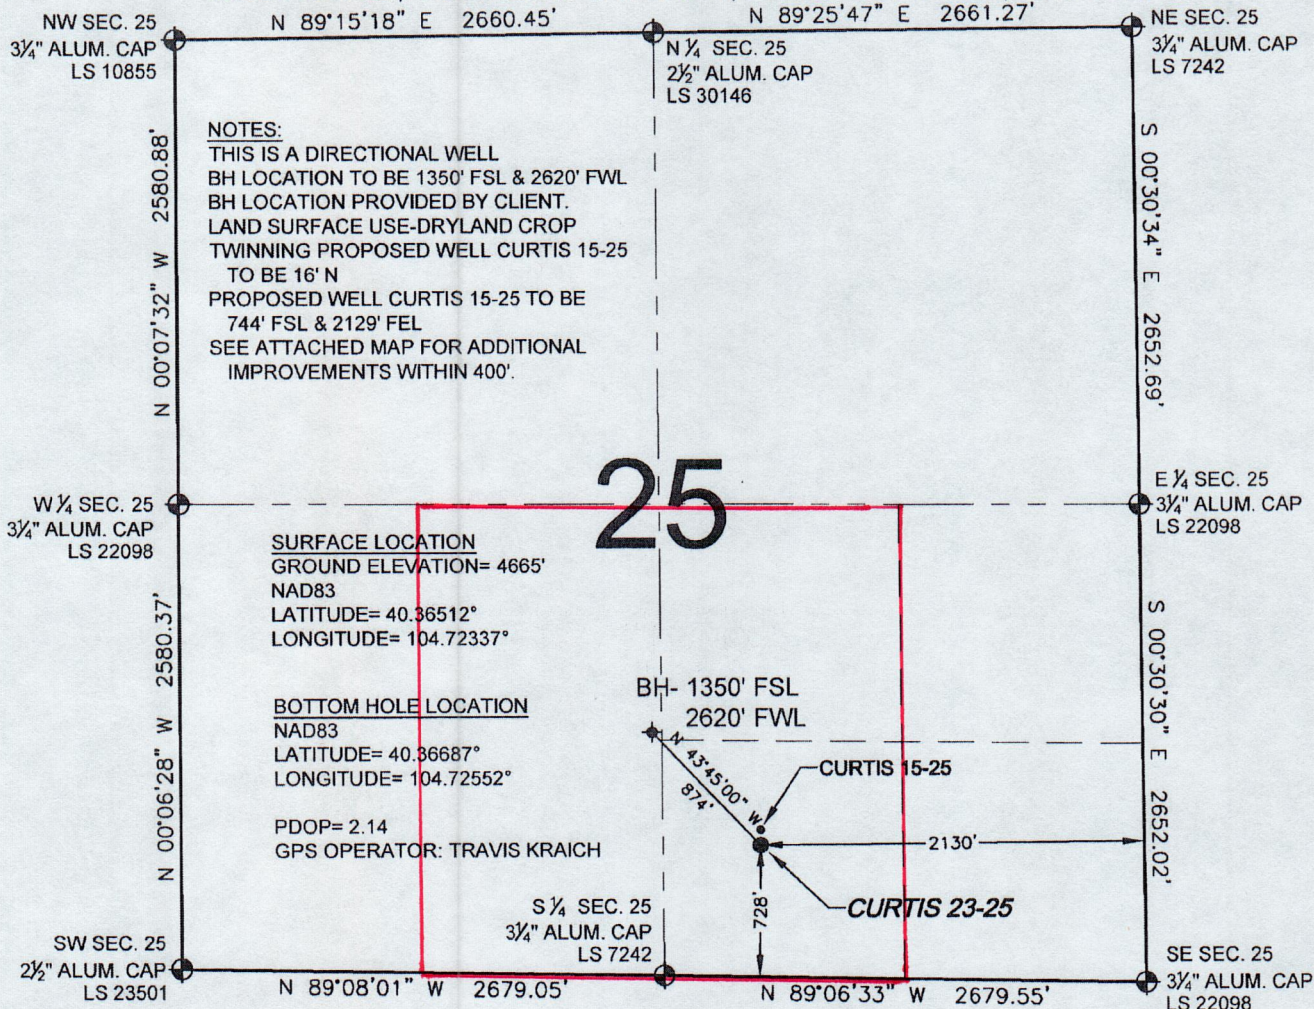 NW SEC. 25
3¼" ALUM. CAP
LS 10855
N 89°15'18" E 2660.45'
N ¼ SEC. 25
2½" ALUM. CAP
LS 30146
N 89°25'47" E 2661.27'
NE SEC. 25
3¼" ALUM. CAP
LS 7242
N 00°07'32" W 2580.88'
NOTES:
THIS IS A DIRECTIONAL WELL
BH LOCATION TO BE 1350' FSL & 2620' FWL
BH LOCATION PROVIDED BY CLIENT.
LAND SURFACE USE-DRYLAND CROP
TWINNING PROPOSED WELL CURTIS 15-25
TO BE 16' N
PROPOSED WELL CURTIS 15-25 TO BE
744' FSL & 2129' FEL
SEE ATTACHED MAP FOR ADDITIONAL
IMPROVEMENTS WITHIN 400'.
S 00°30'34" E 2652.69'
25
W ¼ SEC. 25
3¼" ALUM. CAP
LS 22098
E ¼ SEC. 25
3¼" ALUM. CAP
LS 22098
N 00°06'28" W 2580.37'
SURFACE LOCATION
GROUND ELEVATION= 4665'
NAD83
LATITUDE= 40.36512°
LONGITUDE= 104.72337°
BOTTOM HOLE LOCATION
NAD83
LATITUDE= 40.36687°
LONGITUDE= 104.72552°
PDOP= 2.14
GPS OPERATOR: TRAVIS KRAICH
BH- 1350' FSL
2620' FWL
N 43°45'00" W
874'
CURTIS 15-25
2130'
CURTIS 23-25
728'
S 00°30'30" E 2652.02'
S ¼ SEC. 25
3¼" ALUM. CAP
LS 7242
SW SEC. 25
2½" ALUM. CAP
LS 23501
N 89°08'01" W 2679.05'
N 89°06'33" W 2679.55'
SE SEC. 25
3¼" ALUM. CAP
LS 22098